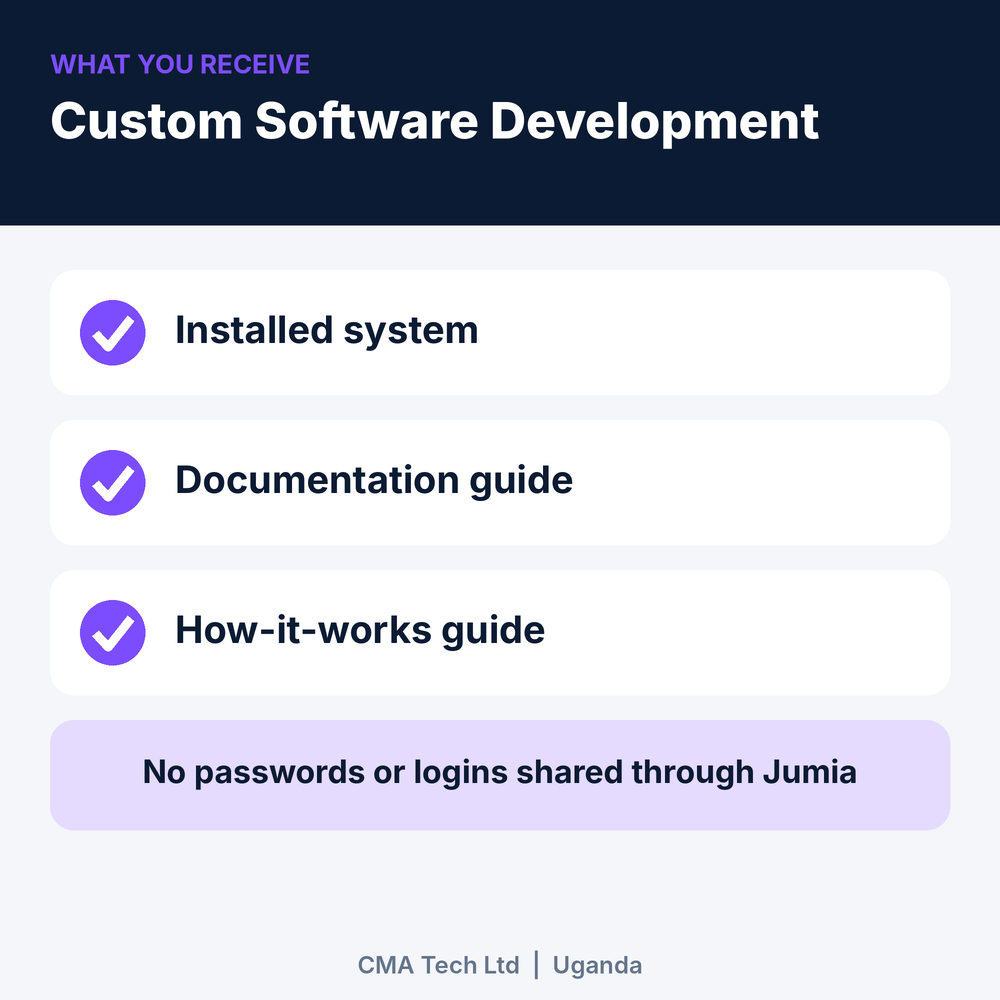 WHAT YOU RECEIVE
Custom Software Development
Installed system
Documentation guide
How-it-works guide
No passwords or logins shared through Jumia
CMA Tech Ltd | Uganda